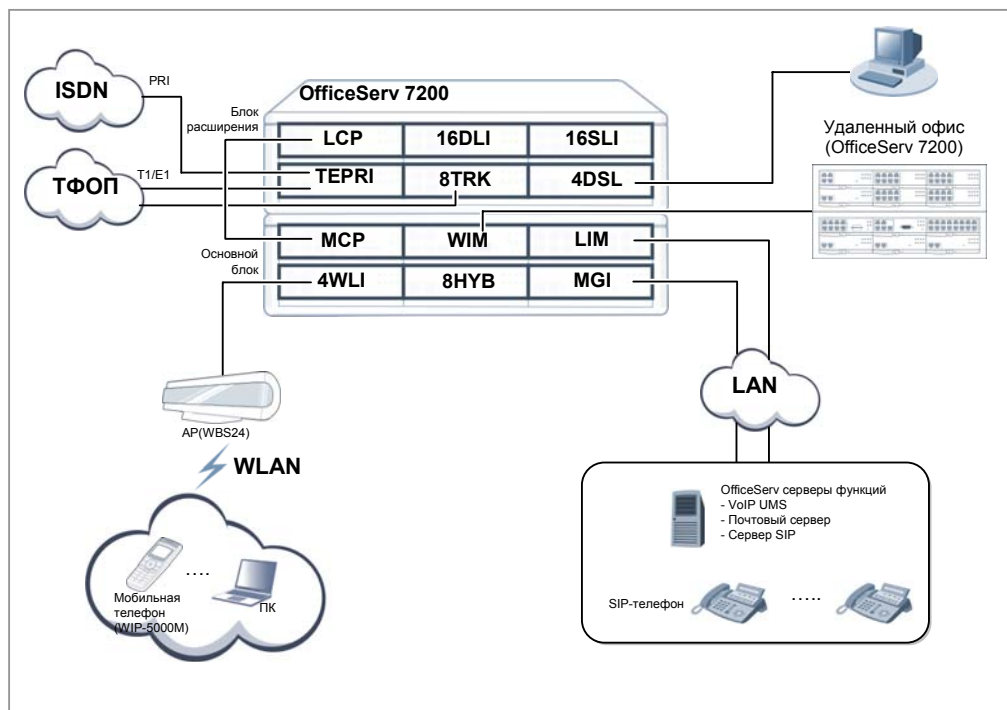 ISDN
PRI
OfficeServ 7200
Блок
расширения
LCP
16DLI
16SLI
ТФОП
T1/E1
TEPRI
8TRK
4DSL
Удаленный офис
(OfficeServ 7200)
MCP
WIM
LIM
Основной
блок
4WLI
8HYB
MGI
LAN
AP(WBS24)
WLAN
Мобильная
телефон
(WIP-5000M)
....
ПК
OfficeServ серверы функций
- VoIP UMS
- Почтовый сервер
- Сервер SIP
SIP-телефон
.....